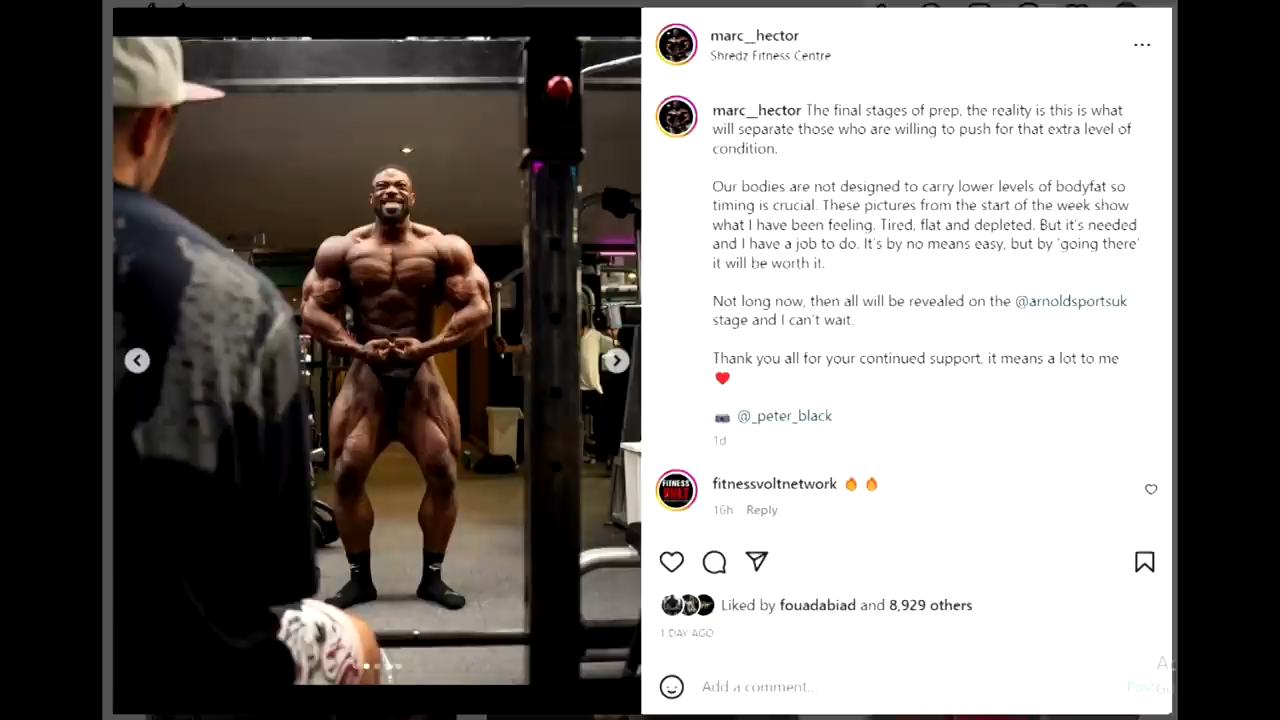 marc__hector
Shredz Fitness Centre
marc__hector The final stages of prep, the reality is this is what
will separate those who are willing to push for that extra level of
condition.
Our bodies are not designed to carry lower levels of bodyfat so
timing is crucial. These pictures from the start of the week show
what I have been feeling. Tired, flat and depleted. But it's needed
and I have a job to do. It's by no means easy, but by 'going there'
it will be worth it.
Not long now, then all will be revealed on the @arnoldsportsuk
stage and I can't wait.
Thank you all for your continued support, it means a lot to me
❤️
📷 @_peter_black
1d
FITNESS
VOLT
fitnessvoltnetwork 🔥 🔥
16h Reply
Liked by fouadabiad and 8,929 others
1 DAY AGO
Add a comment...
Post